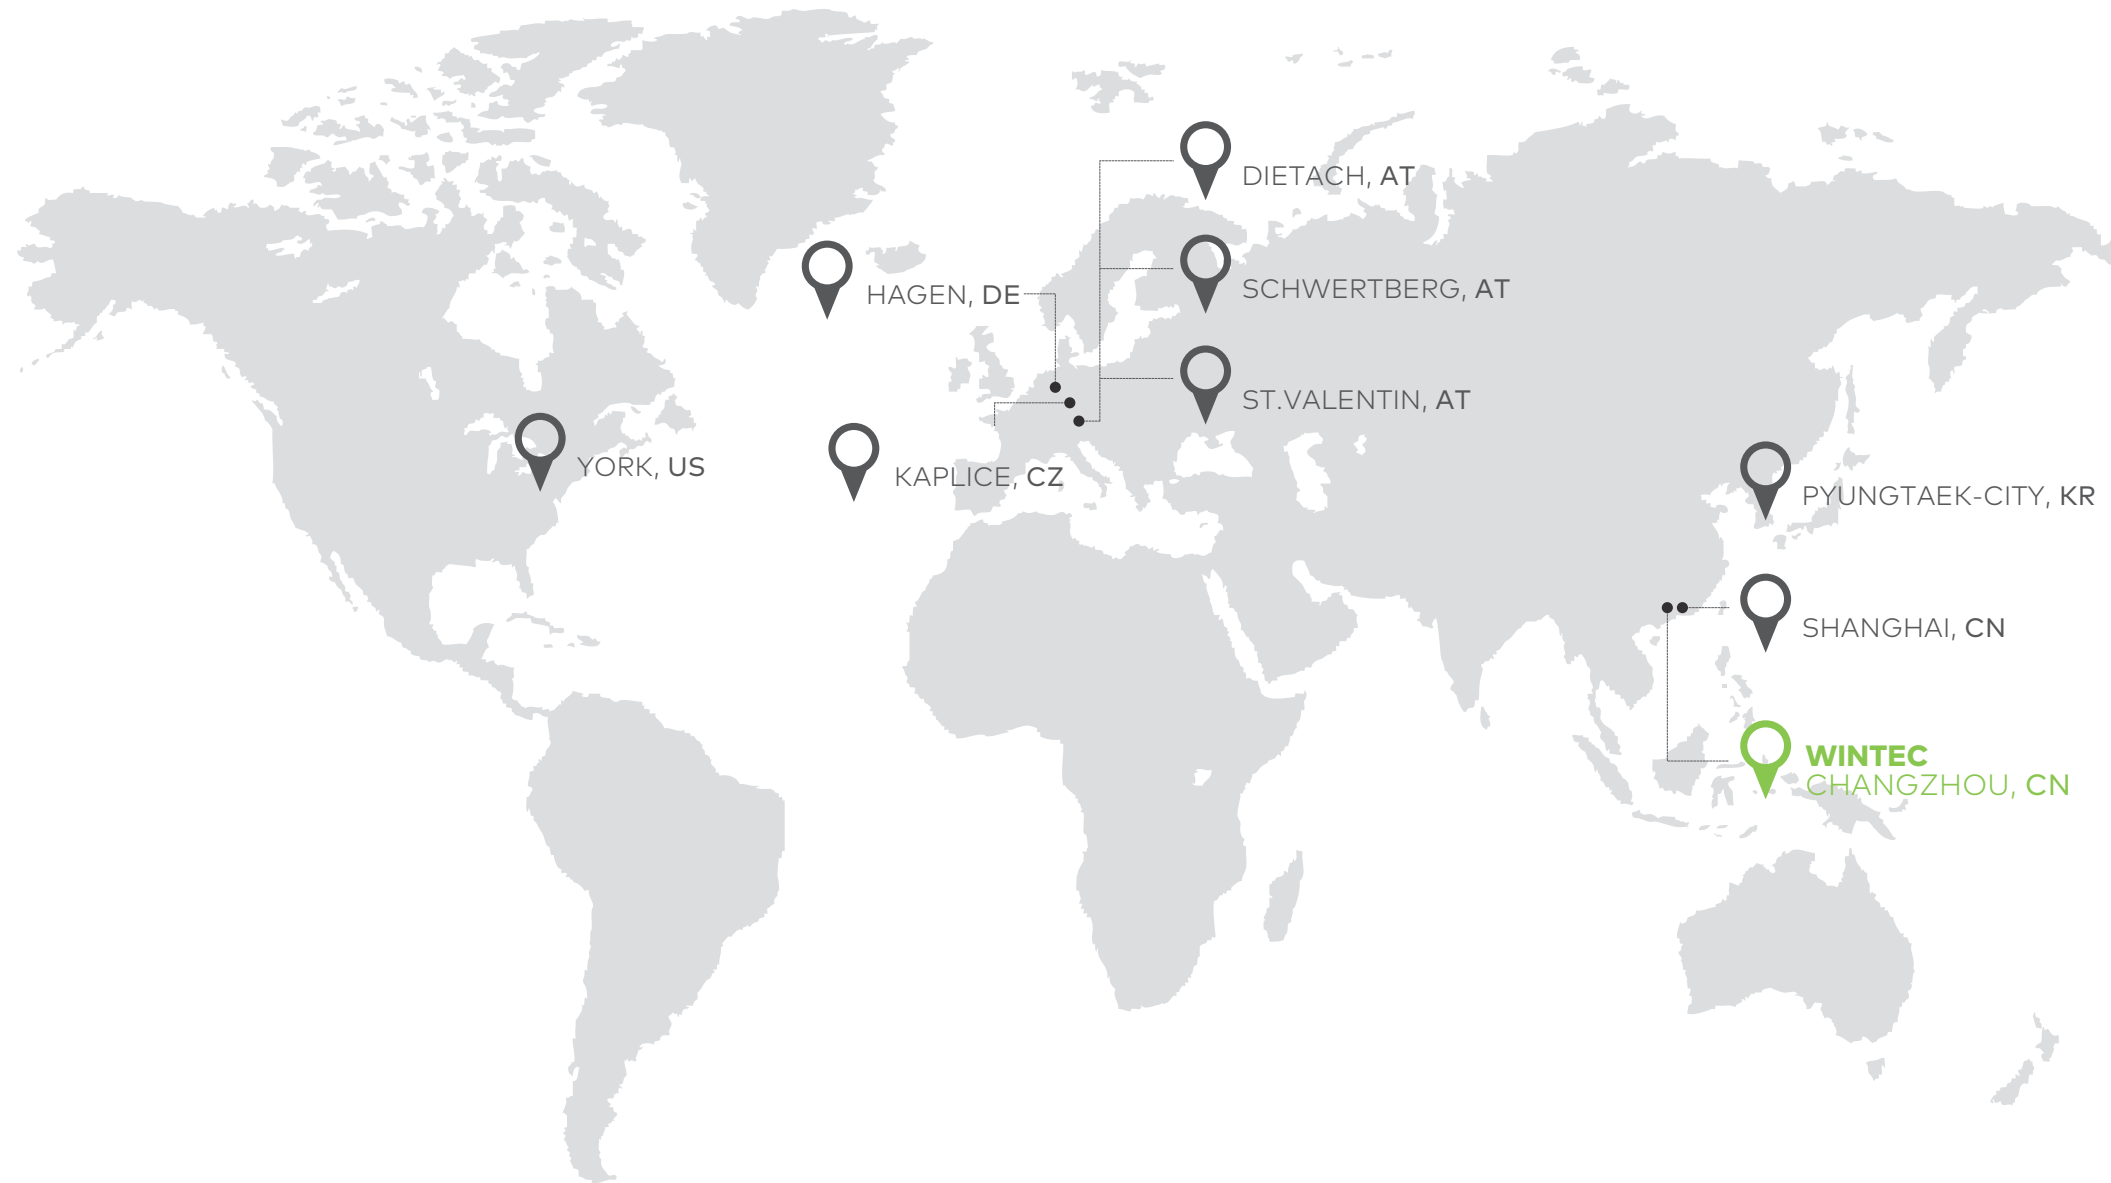 DIETACH, AT
SCHWERTBERG, AT
HAGEN, DE
ST.VALENTIN, AT
YORK, US
KAPLICE, CZ
PYUNGTAEK-CITY, KR
SHANGHAI, CN
WINTEC
CHANGZHOU, CN